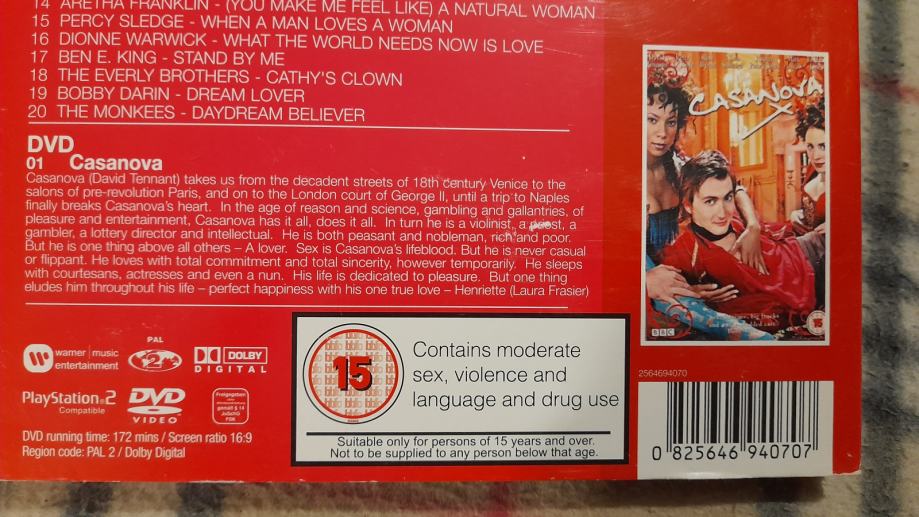 14 ARETHA FRANKLIN - (YOU MAKE ME FEEL LIKE) A NATURAL WOMAN
15 PERCY SLEDGE - WHEN A MAN LOVES A WOMAN
16 DIONNE WARWICK - WHAT THE WORLD NEEDS NOW IS LOVE
17 BEN E. KING - STAND BY ME
18 THE EVERLY BROTHERS - CATHY'S CLOWN
19 BOBBY DARIN - DREAM LOVER
20 THE MONKEES - DAYDREAM BELIEVER
DVD
01 Casanova
Casanova (David Tennant) takes us from the decadent streets of 18th century Venice to the
salons of pre-revolution Paris, and on to the London court of George II, until a trip to Naples
finally breaks Casanova's heart. In the age of reason and science, gambling and gallantries, of
pleasure and entertainment, Casanova has it all, does it all. In turn he is a violinist, a priest, a
gambler, a lottery director and intellectual. He is both peasant and nobleman, rich and poor.
But he is one thing above all others – A lover. Sex is Casanova's lifeblood. But he is never casual
or flippant. He loves with total commitment and total sincerity, however temporarily. He sleeps
with courtesans, actresses and even a nun. His life is dedicated to pleasure. But one thing
eludes him throughout his life – perfect happiness with his one true love – Henriette (Laura Frasier)
CASANOVA
BBC
15
2564694070
0 825646 940707
warner music
entertainment
PAL
2
DOLBY
DIGITAL
PlayStation 2
Compatible
DVD
VIDEO
Freigegeben
gemäß § 14
JuSchG
FSK
DVD running time: 172 mins / Screen ratio 16:9
Region code: PAL 2 / Dolby Digital
15
Contains moderate
sex, violence and
language and drug use
Suitable only for persons of 15 years and over.
Not to be supplied to any person below that age.